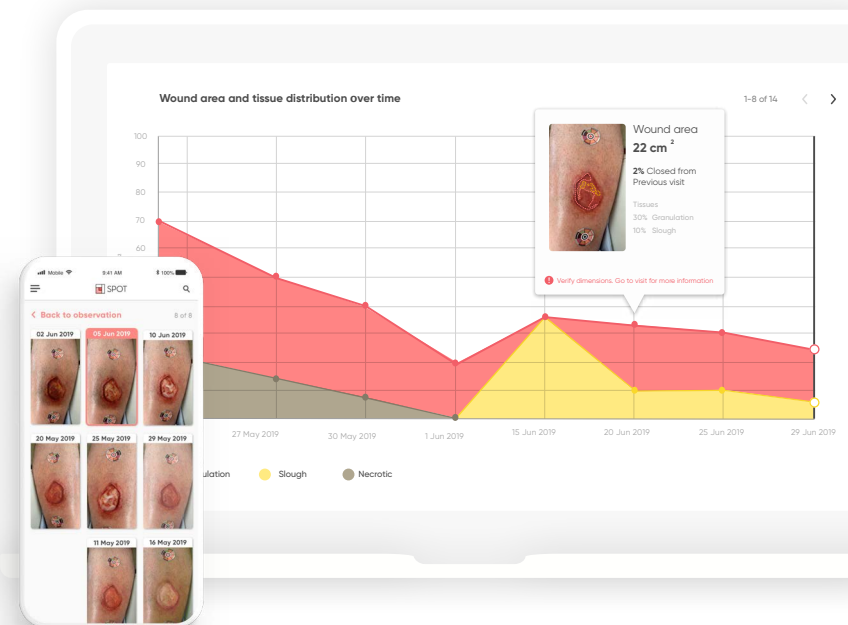 Wound area and tissue distribution over time
1-8 of 14
100
90
80
70
60
Wound area
22 cm 2
2% Closed from
Previous visit
Tissues
30% Granulation
10% Slough
Verify dimensions. Go to visit for more information
27 May 2019
30 May 2019
1 Jun 2019
15 Jun 2019
20 Jun 2019
25 Jun 2019
29 Jun 2019
ulation
Slough
Necrotic
Mobile
9:41 AM
100%
SPOT
Back to observation
8 of 8
02 Jun 2019
05 Jun 2019
10 Jun 2019
20 May 2019
25 May 2019
29 May 2019
11 May 2019
16 May 2019